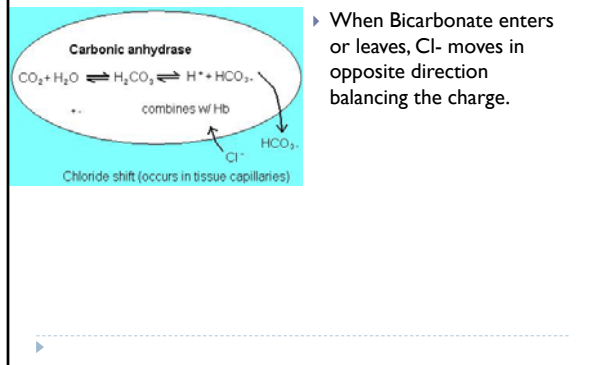 Carbonic anhydrase
CO₂+H₂O ⇌ H₂CO₃ ⇌ H⁺+HCO₃-
+- combines w/ Hb
HCO₃-
Cl⁻
Chloride shift (occurs in tissue capillaries)
When Bicarbonate enters
or leaves, Cl- moves in
opposite direction
balancing the charge.